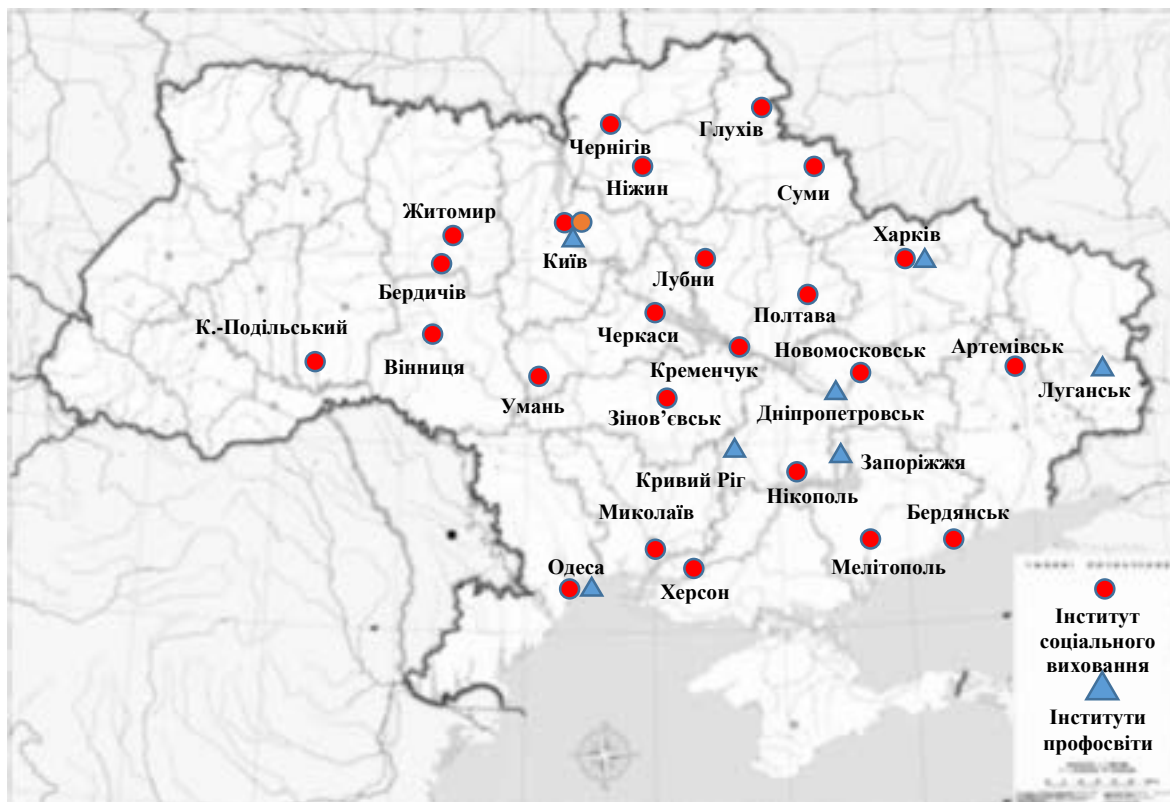 Глухів
Чернігів
Ніжин
Суми
Житомир
Харків
Київ
Лубни
Бердичів
Полтава
К.-Подільський
Черкаси
Новомосковськ
Артемівськ
Вінниця
Кременчук
Луганськ
Умань
Зінов’євськ
Дніпропетровськ
Запоріжжя
Кривий Ріг
Нікополь
Миколаїв
Бердянськ
Одеса
Мелітополь
Херсон
Інститут
соціального
виховання
Інститути
профосвіти